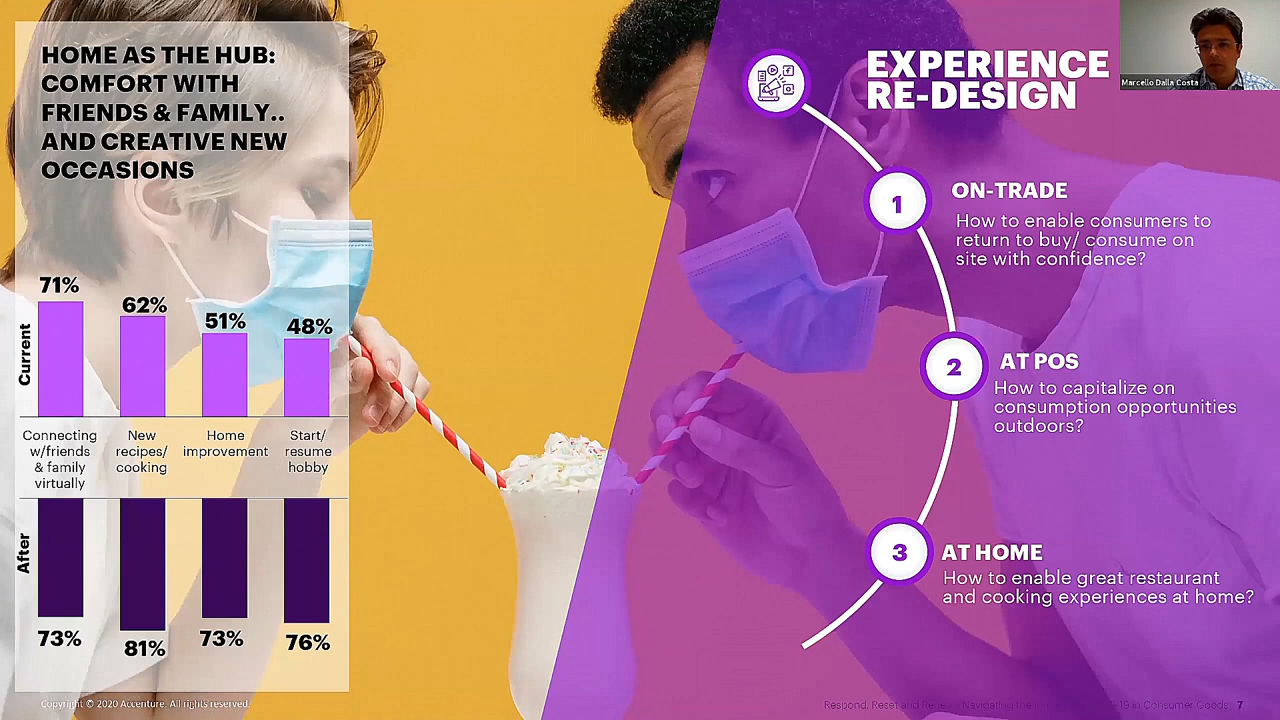 HOME AS THE HUB:
COMFORT WITH
FRIENDS & FAMILY..
AND CREATIVE NEW
OCCASIONS
Current
71%
62%
51%
48%
Connecting
w/friends
& family
virtually
New
recipes/
cooking
Home
improvement
Start/
resume
hobby
After
73%
81%
73%
76%
Copyright © 2020 Accenture. All rights reserved.
EXPERIENCE
RE-DESIGN
Marcello Dalla Costa
1
ON-TRADE
How to enable consumers to
return to buy/ consume on
site with confidence?
2
AT POS
How to capitalize on
consumption opportunities
outdoors?
3
AT HOME
How to enable great restaurant
and cooking experiences at home?
Respond, Reset and Navigating the in Consumer Goods 7